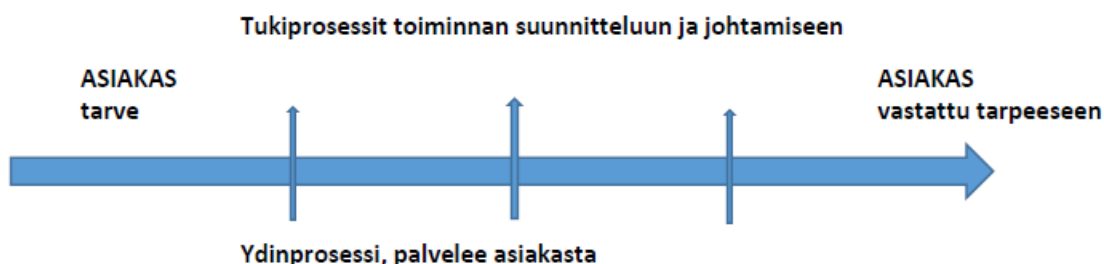 Tukiprosessit toiminnan suunnitteluun ja johtamiseen
ASIAKAS
tarve
ASIAKAS
vastattu tarpeeseen
Ydinprosessi, palvelee asiakasta